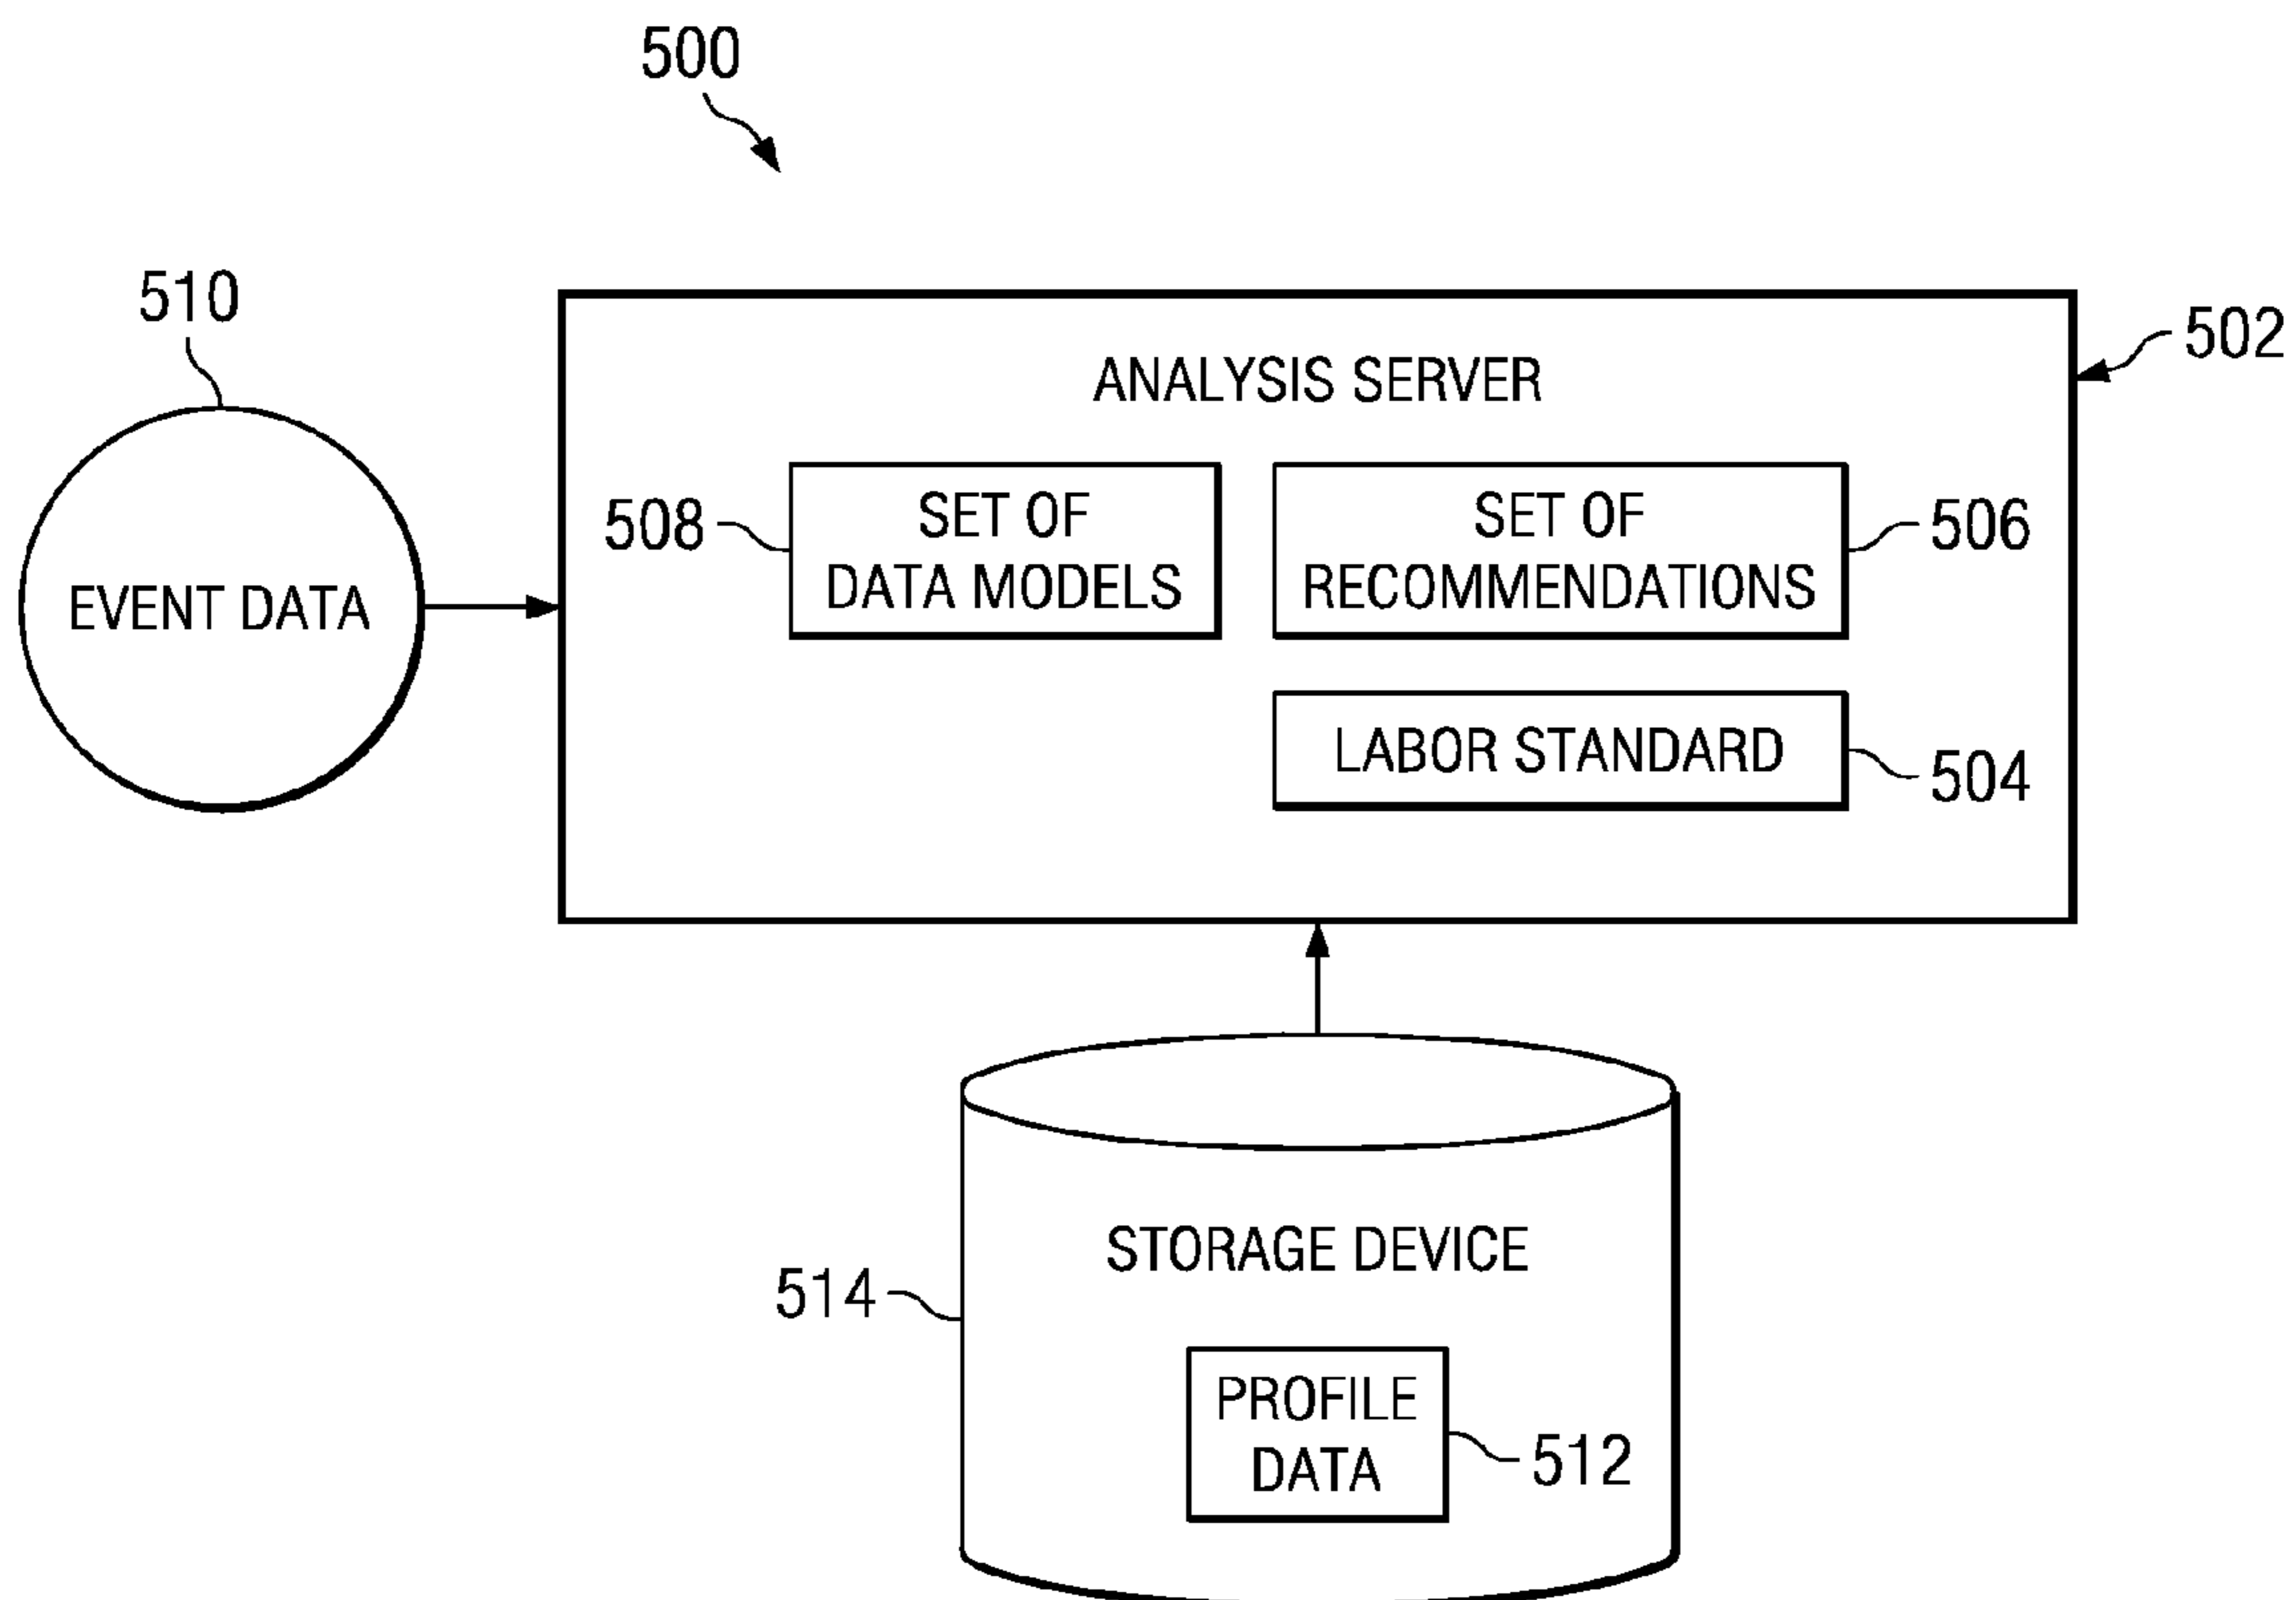 500
510
502
ANALYSIS SERVER
508
SET OF
DATA MODELS
SET OF
RECOMMENDATIONS
506
EVENT DATA
LABOR STANDARD
504
STORAGE DEVICE
514
PROFILE
DATA
512